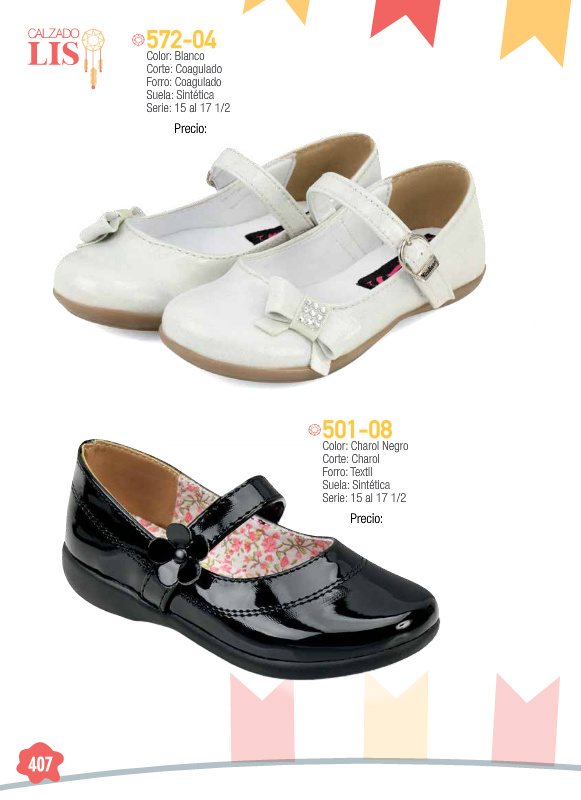 CALZADO
LIS
572-04
Color: Blanco
Corte: Coagulado
Forro: Coagulado
Suela: Sintética
Serie: 15 al 17 1/2
Precio:
501-08
Color: Charol Negro
Corte: Charol
Forro: Textil
Suela: Sintética
Serie: 15 al 17 1/2
Precio:
407